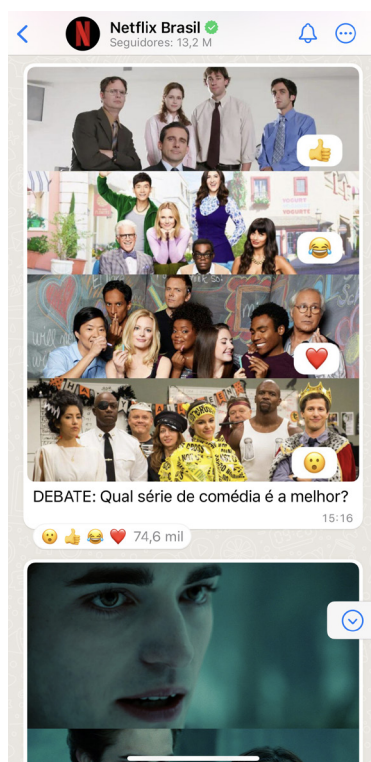 Netflix Brasil
Seguidores: 13,2 M
DEBATE: Qual série de comédia é a melhor?
15:16
74,6 mil